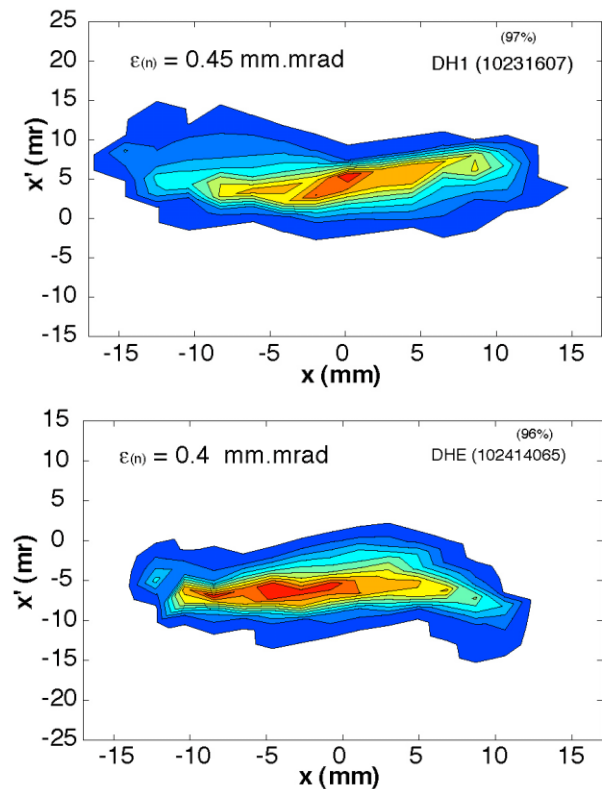 25
20
15
10
5
0
-5
-10
-15
x' (mr)
ε(n) = 0.45 mm.mrad
(97%)
DH1 (10231607)
-15 -10 -5 0 5 10 15
x (mm)
15
10
5
0
-5
-10
-15
-20
-25
x' (mr)
ε(n) = 0.4 mm.mrad
(96%)
DHE (102414065)
-15 -10 -5 0 5 10 15
x (mm)